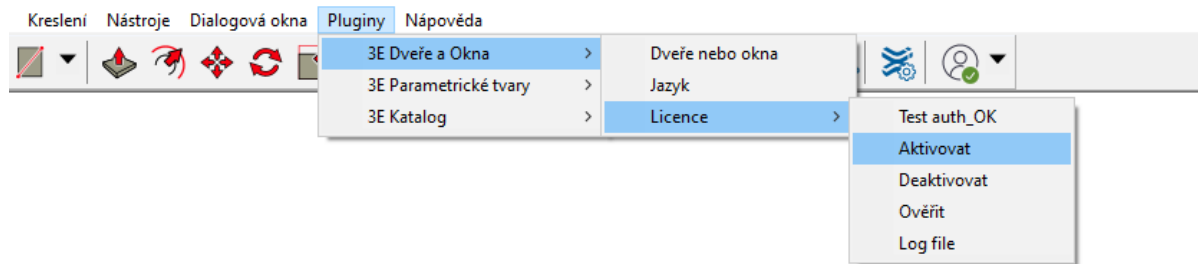 Kreslení Nástroje Dialogová okna Pluginy Nápověda
3E Dveře a Okna
3E Parametrické tvary
3E Katalog
Dveře nebo okna
Jazyk
Licence
Test auth_OK
Aktivovat
Deaktivovat
Ověřit
Log file